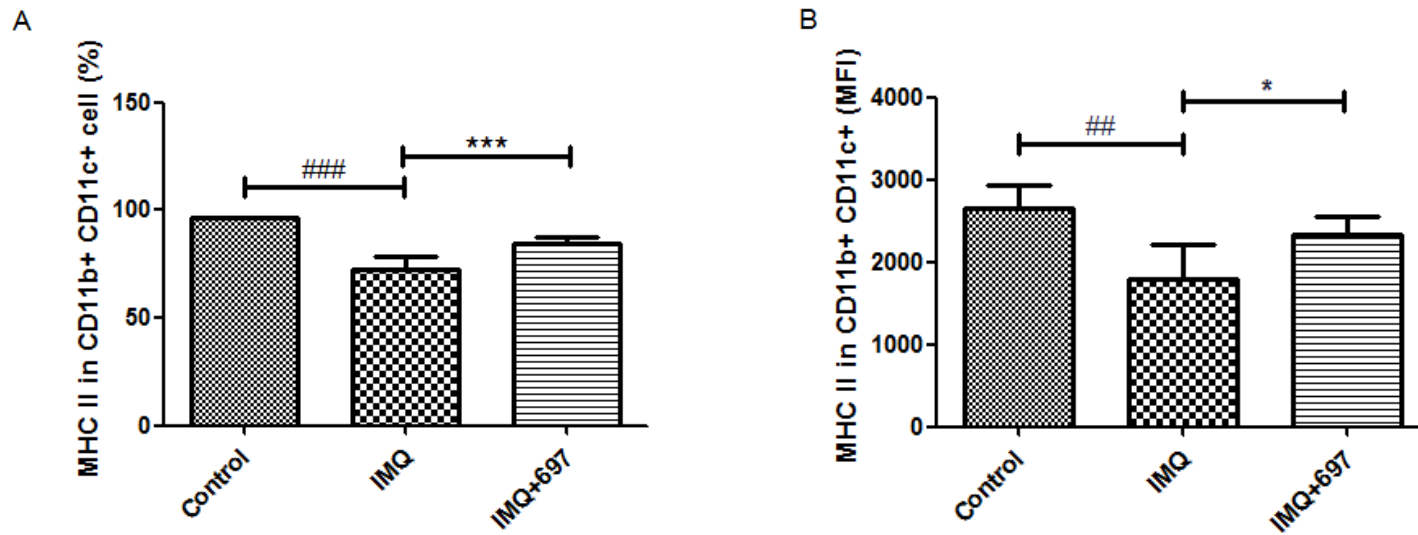 A
MHC II in CD11b+ CD11c+ cell (%)
150
100
50
0
###
***
Control
IMQ
IMQ+697
B
MHC II in CD11b+ CD11c+ (MFI)
4000
3000
2000
1000
0
##
*
Control
IMQ
IMQ+697